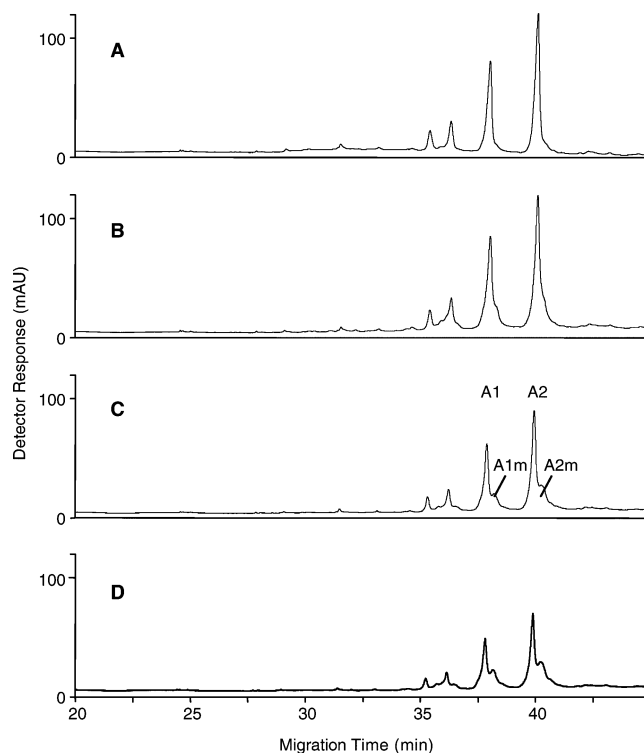 100
A
0
100
B
0
Detector Response (mAU)
A1 A2
100
C
A1m A2m
0
100
D
0
20 25 30 35 40
Migration Time (min)